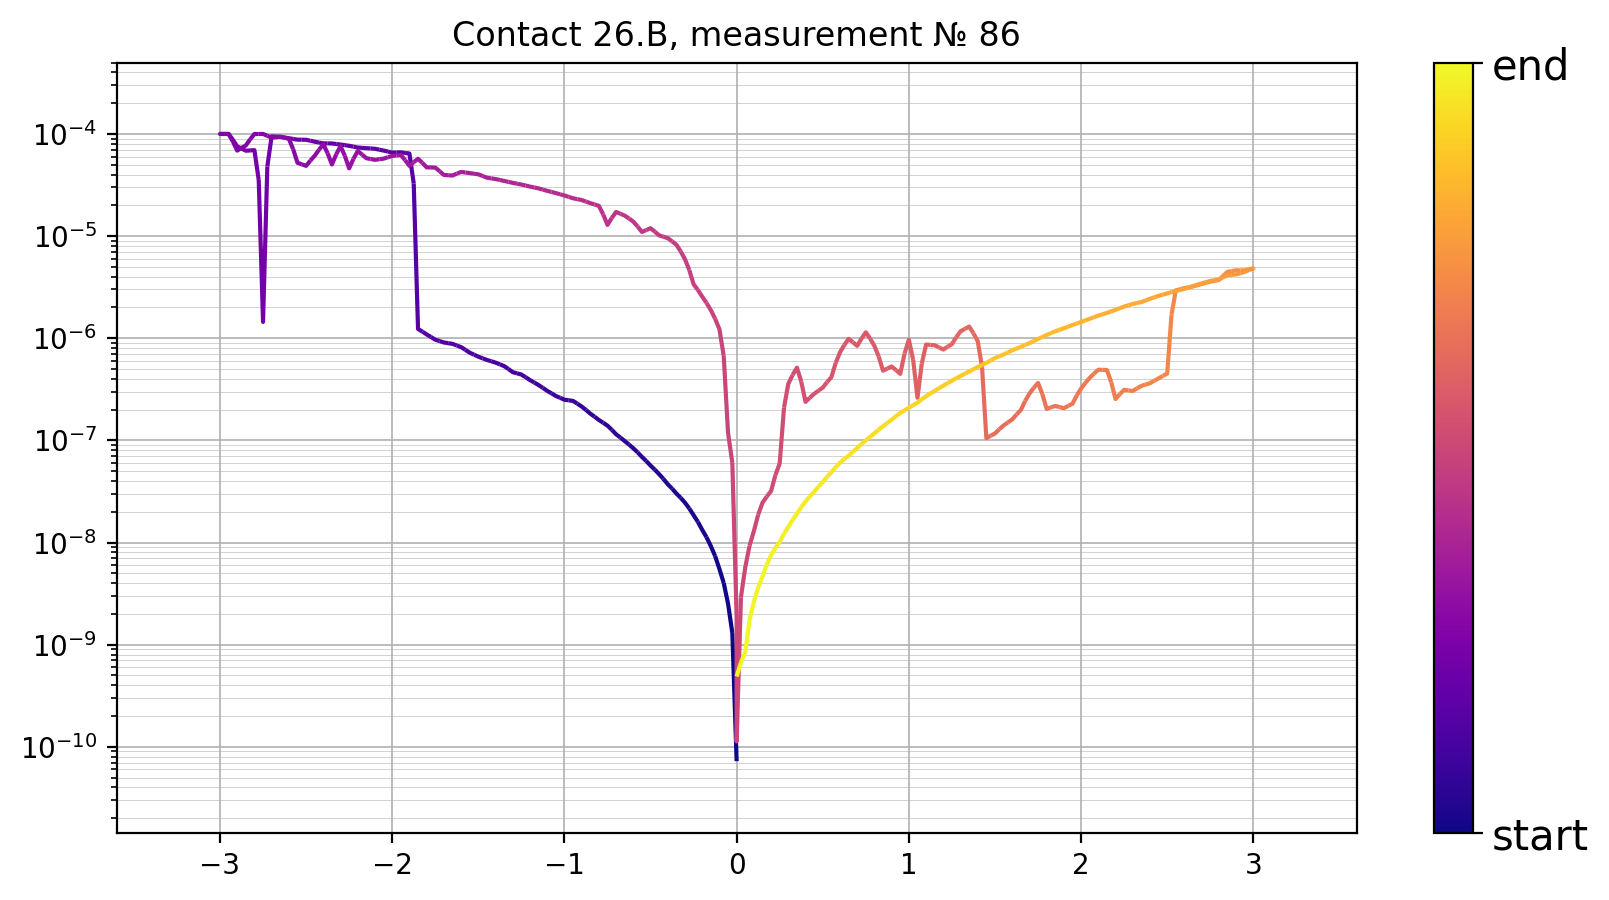 Contact 26.B, measurement № 86
end
10⁻⁴
10⁻⁵
10⁻⁶
10⁻⁷
10⁻⁸
10⁻⁹
10⁻¹⁰
start
−3 −2 −1 0 1 2 3